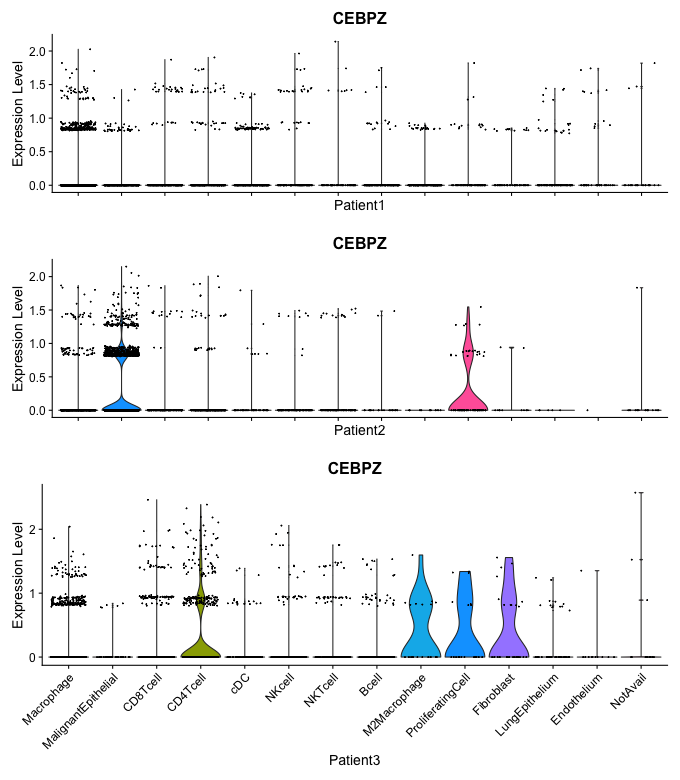 CEBPZ
Expression Level
2.0
1.5
1.0
0.5
0.0
Patient1
CEBPZ
Expression Level
2.0
1.5
1.0
0.5
0.0
Patient2
CEBPZ
Expression Level
2
1
0
Macrophage
MalignantEpithelial
CD8Tcell
CD4Tcell
cDC
NKcell
NKTcell
Bcell
M2Macrophage
ProliferatingCell
Fibroblast
LungEpithelium
Endothelium
NotAvail
Patient3